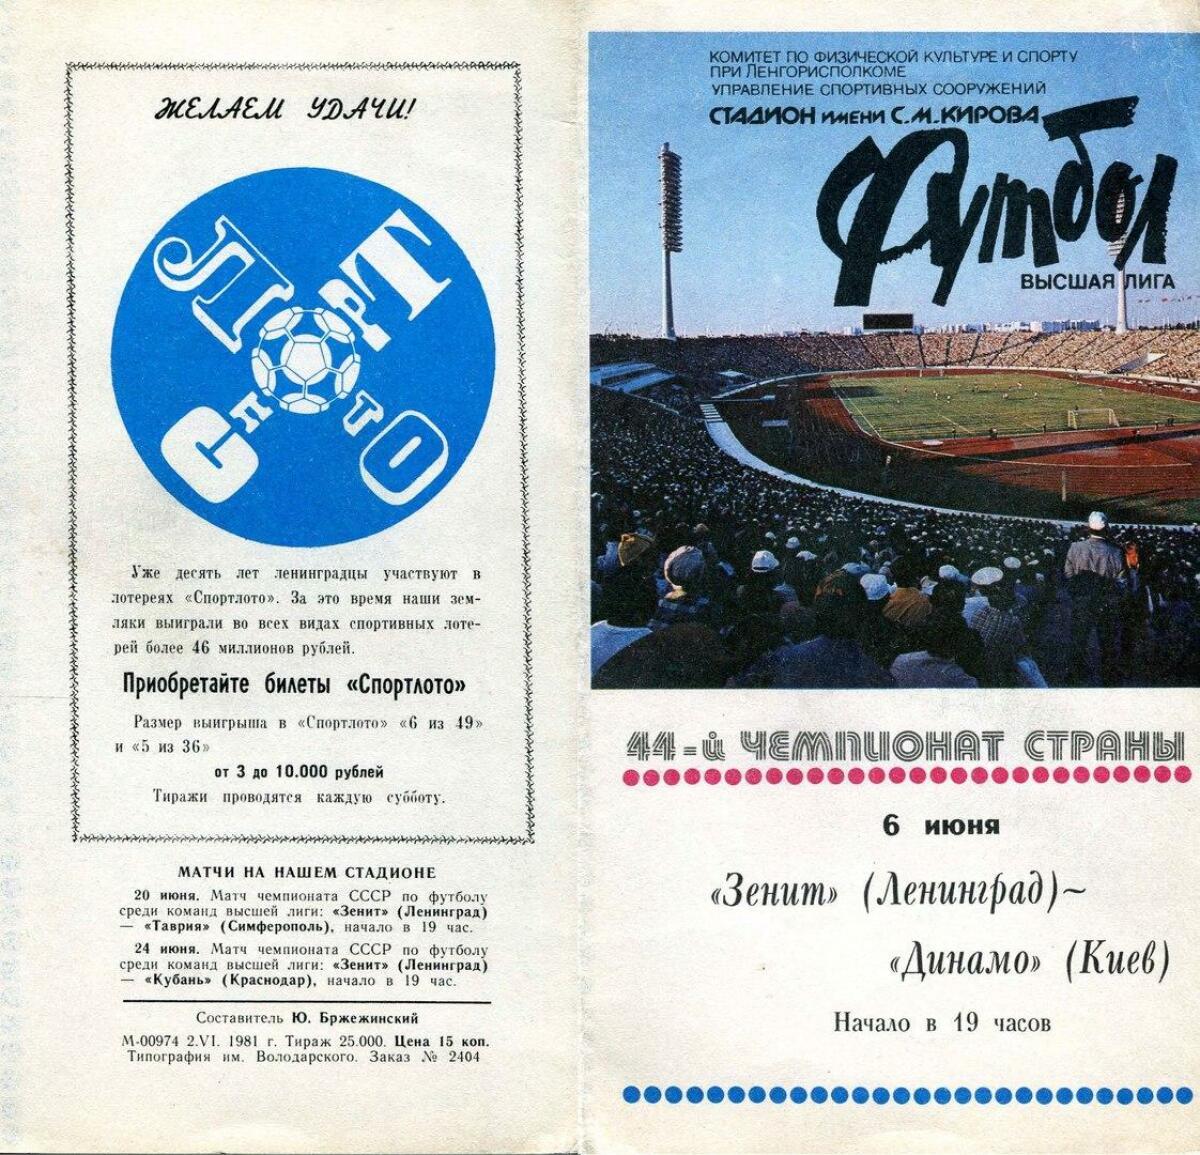 ЖЕЛАЕМ УДАЧИ!
СПОРТ
ЛОТО
Уже десять лет ленинградцы участвуют в
лотереях «Спортлото». За это время наши зем-
ляки выиграли во всех видах спортивных лоте-
рей более 46 миллионов рублей.
Приобретайте билеты «Спортлото»
Размер выигрыша в «Спортлото» «6 из 49»
и «5 из 36»
от 3 до 10.000 рублей
Тиражи проводятся каждую субботу.
МАТЧИ НА НАШЕМ СТАДИОНЕ
20 июня. Матч чемпионата СССР по футболу
среди команд высшей лиги: «Зенит» (Ленинград)
— «Таврия» (Симферополь), начало в 19 час.
24 июня. Матч чемпионата СССР по футболу
среди команд высшей лиги: «Зенит» (Ленинград)
— «Кубань» (Краснодар), начало в 19 час.
Составитель Ю. Бржежинский
М-00974 2.VI. 1981 г. Тираж 25.000. Цена 15 коп.
Типография им. Володарского. Заказ № 2404
КОМИТЕТ ПО ФИЗИЧЕСКОЙ КУЛЬТУРЕ И СПОРТУ
ПРИ ЛЕНГОРИСПОЛКОМЕ
УПРАВЛЕНИЕ СПОРТИВНЫХ СООРУЖЕНИЙ
СТАДИОН ИМЕНИ С.М.КИРОВА
Футбол
ВЫСШАЯ ЛИГА
44-й ЧЕМПИОНАТ СТРАНЫ
6 июня
«Зенит» (Ленинград)~
«Динамо» (Киев)
Начало в 19 часов